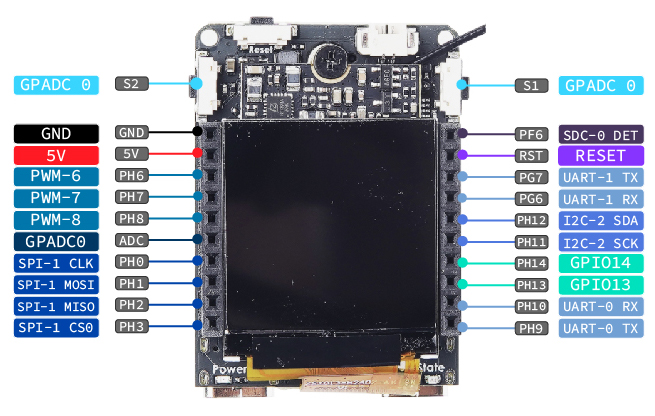 Reset
GPADC 0 S2 S1 GPADC 0
GND GND PF6 SDC-0 DET
5V 5V RST RESET
PWM-6 PH6 PG7 UART-1 TX
PWM-7 PH7 PG6 UART-1 RX
PWM-8 PH8 PH12 I2C-2 SDA
GPADC0 ADC PH11 I2C-2 SCK
SPI-1 CLK PH0 PH14 GPIO14
SPI-1 MOSI PH1 PH13 GPIO13
SPI-1 MISO PH2 PH10 UART-0 RX
SPI-1 CS0 PH3 PH9 UART-0 TX
Power State